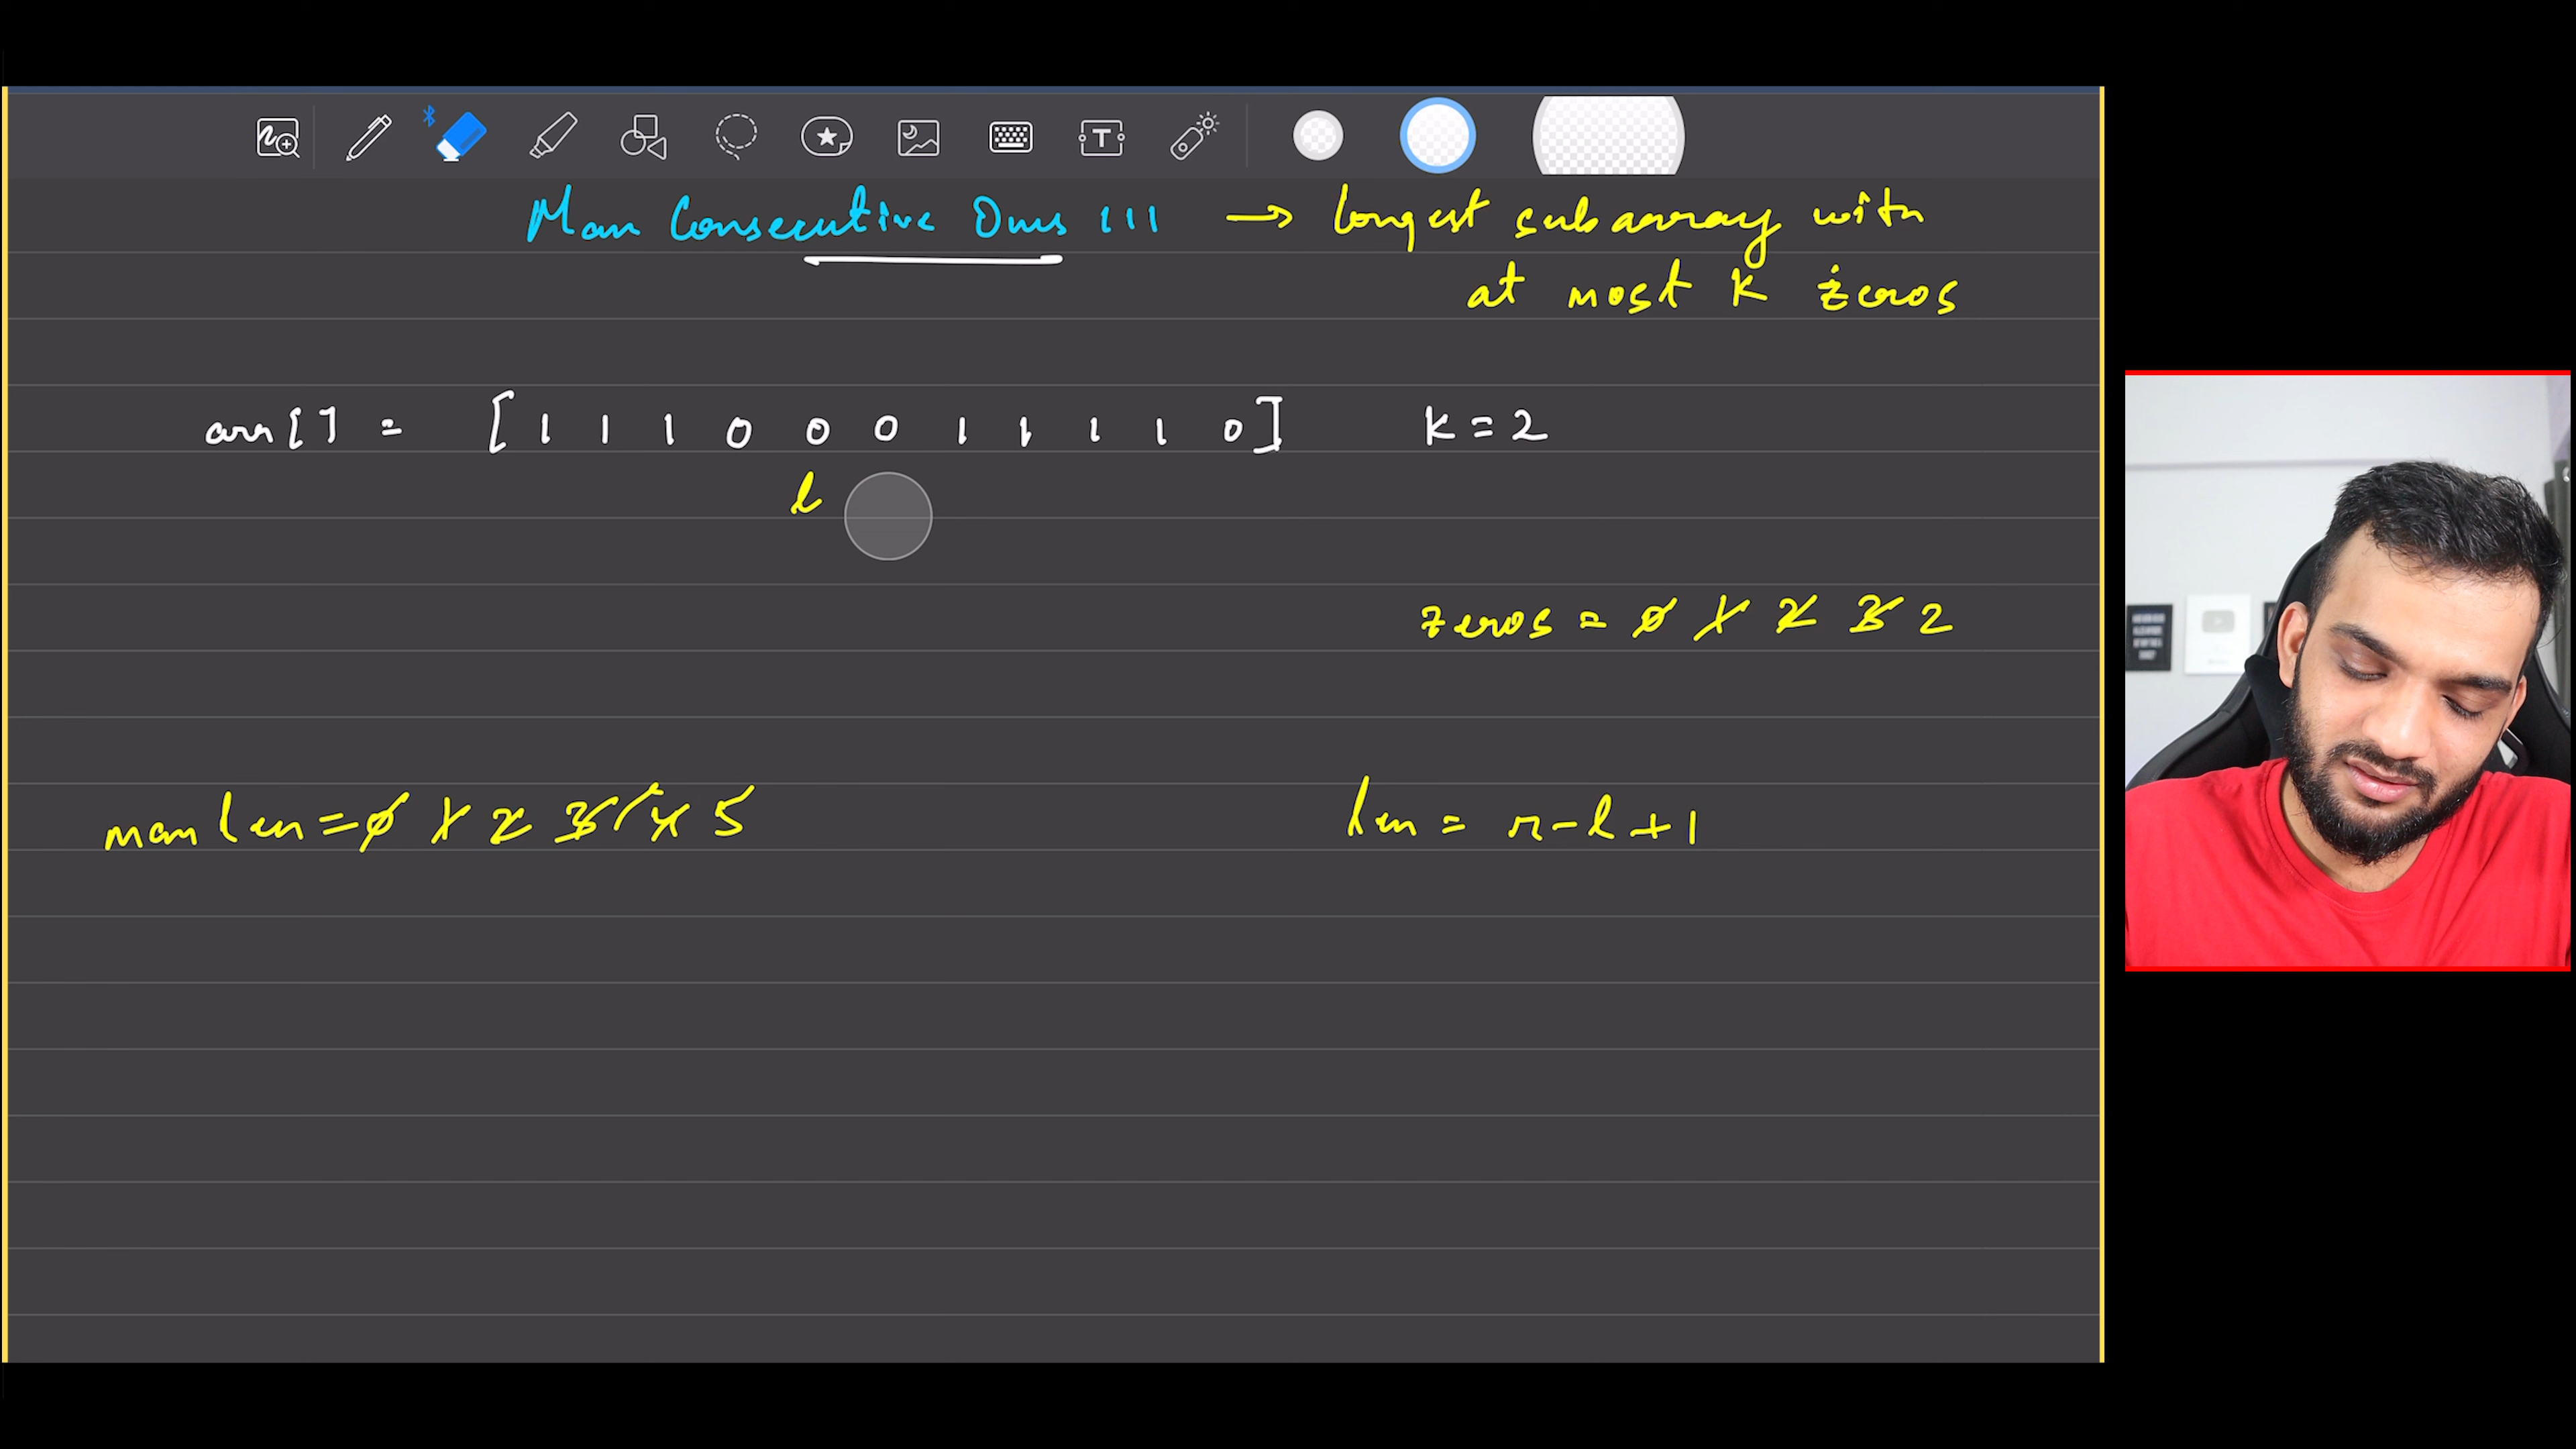 Max Consecutive Ones III → Longest subarray with
at most K zeros
arr[] = [1 1 1 0 0 0 1 1 1 1 0] K = 2
l
zeros = 0 1 2 3 2
maxlen = 0 1 2 3 4 5
len = r - l + 1